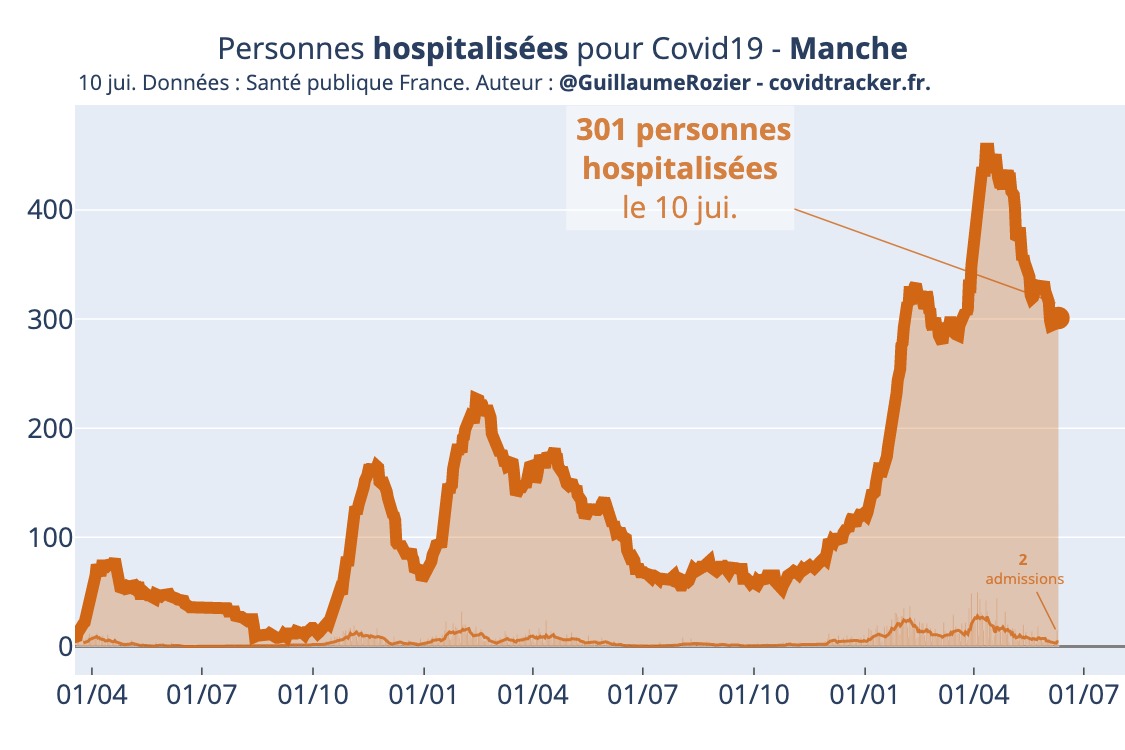 Personnes hospitalisées pour Covid19 - Manche
10 jui. Données : Santé publique France. Auteur : @GuillaumeRozier - covidtracker.fr.
301 personnes
hospitalisées
le 10 jui.
400
300
200
100
0
2
admissions
01/04 01/07 01/10 01/01 01/04 01/07 01/10 01/01 01/04 01/07